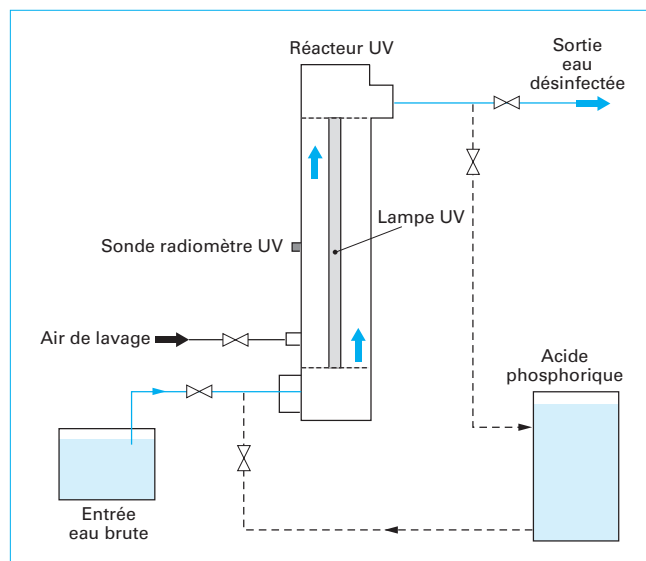 Réacteur UV
Sortie
eau
désinfectée
Lampe UV
Sonde radiomètre UV
Air de lavage
Acide
phosphorique
Entrée
eau brute